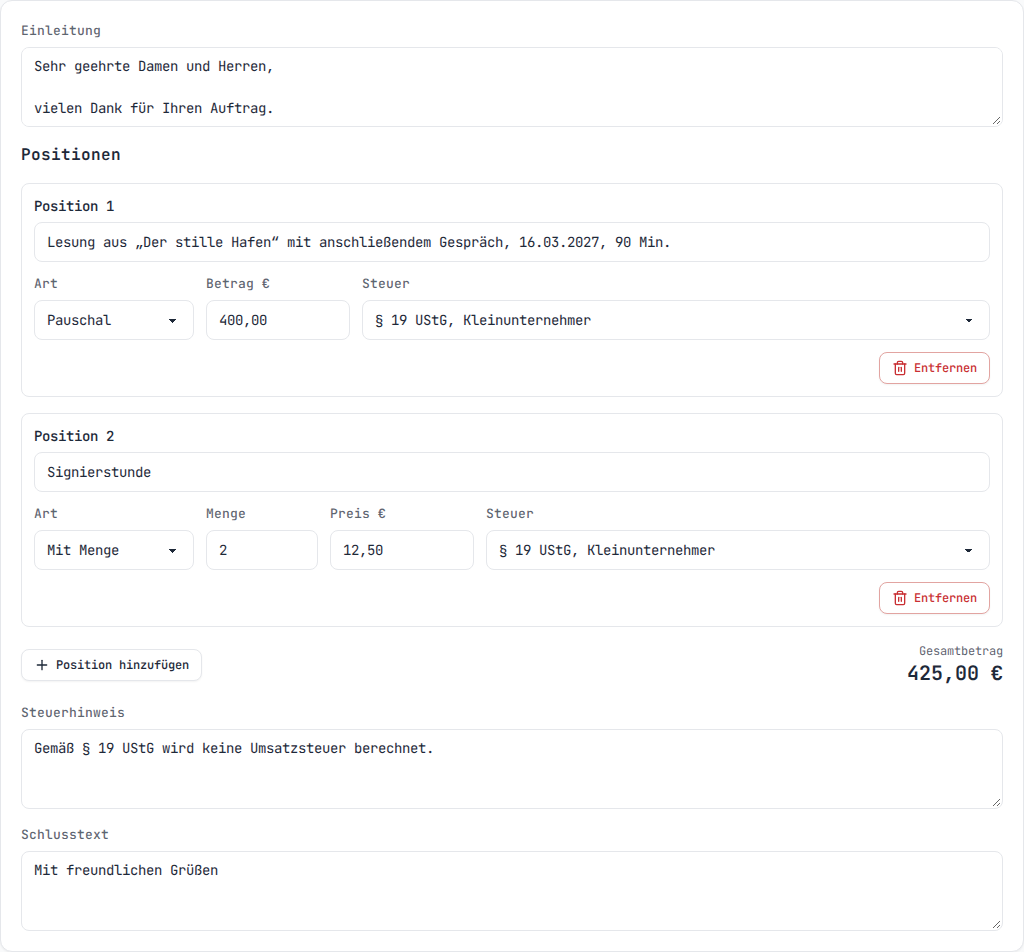 Einleitung
Sehr geehrte Damen und Herren,
vielen Dank für Ihren Auftrag.
Positionen
Position 1
Lesung aus „Der stille Hafen“ mit anschließendem Gespräch, 16.03.2027, 90 Min.
Art Betrag € Steuer
Pauschal 400,00 § 19 UStG, Kleinunternehmer
Entfernen
Position 2
Signierstunde
Art Menge Preis € Steuer
Mit Menge 2 12,50 § 19 UStG, Kleinunternehmer
Entfernen
Position hinzufügen
Gesamtbetrag
425,00 €
Steuerhinweis
Gemäß § 19 UStG wird keine Umsatzsteuer berechnet.
Schlusstext
Mit freundlichen Grüßen